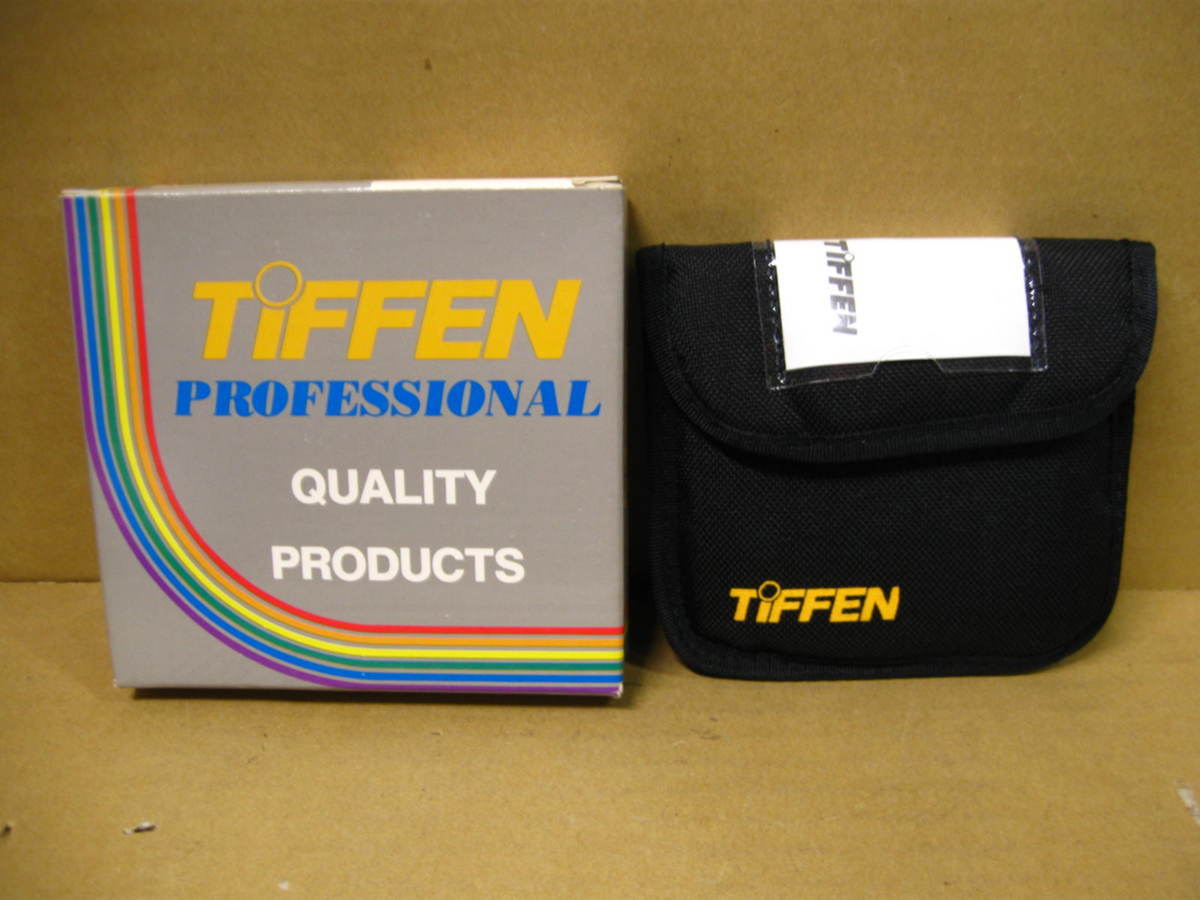 TiFFEN
PROFESSIONAL
QUALITY
PRODUCTS
TiFFEN
TiFFEN